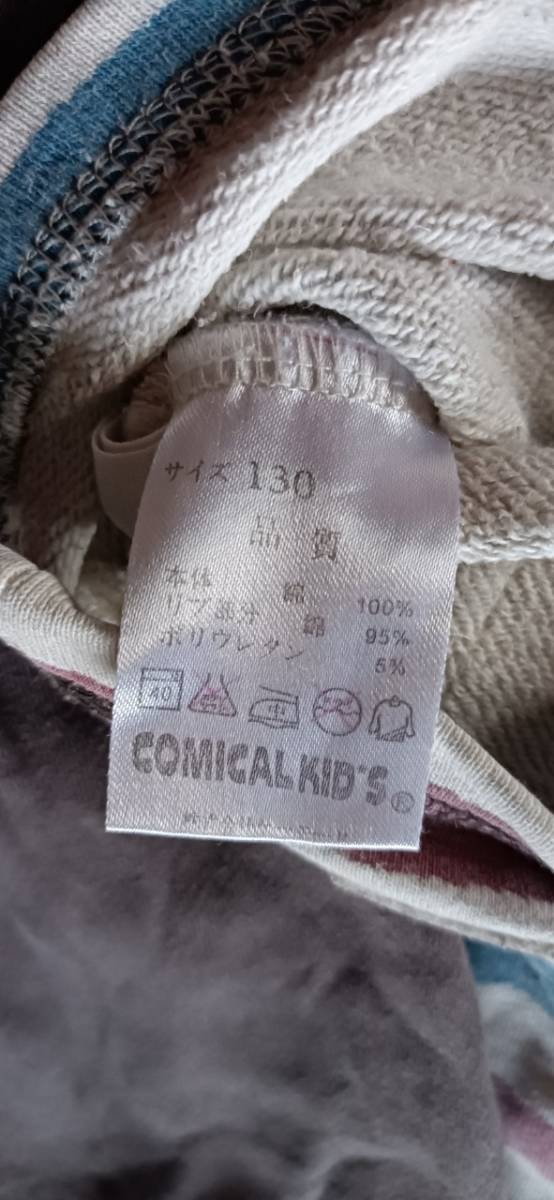 サイズ 130
品質
本体 綿 100%
リブ部分 綿 95%
ポリウレタン 5%
40 中
COMICAL KID'S ®